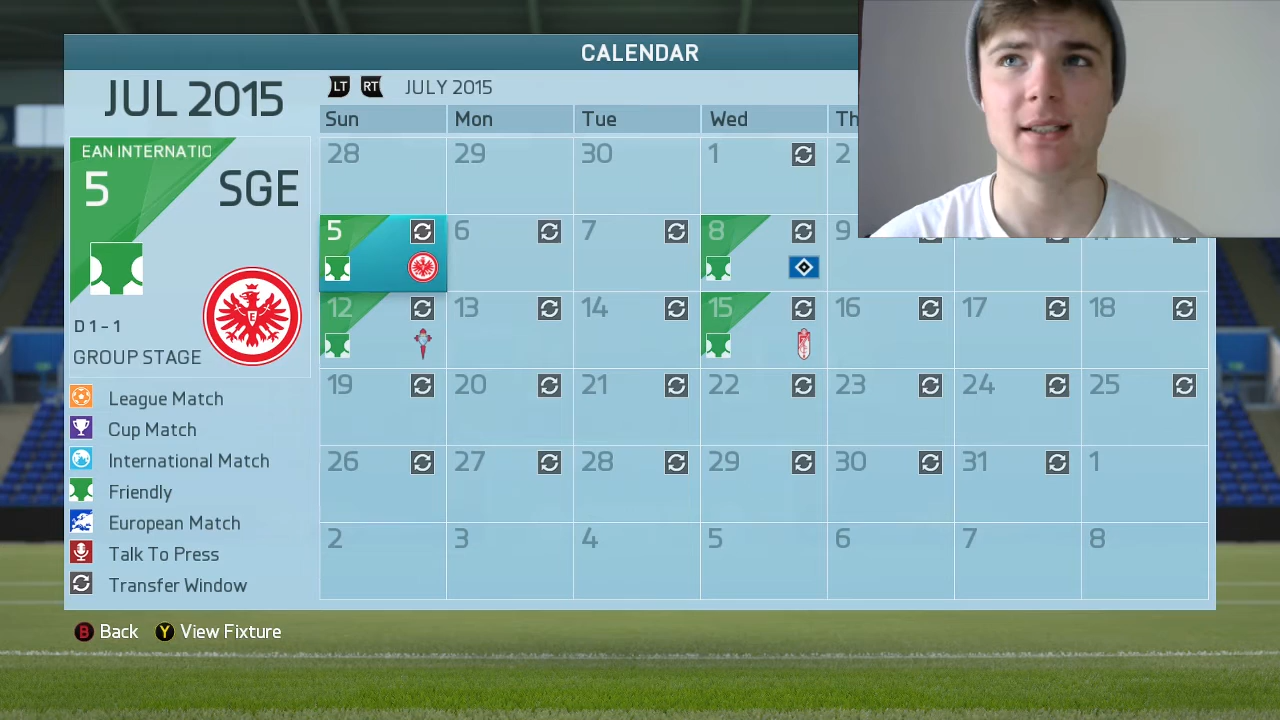 CALENDAR
JUL 2015
LT RT JULY 2015
Sun Mon Tue Wed Th
EAN INTERNATIO
5 SGE
D 1 - 1
GROUP STAGE
28 29 30 1 2
5 6 7 8 9
12 13 14 15 16 17 18
19 20 21 22 23 24 25
26 27 28 29 30 31 1
2 3 4 5 6 7 8
League Match
Cup Match
International Match
Friendly
European Match
Talk To Press
Transfer Window
B Back Y View Fixture